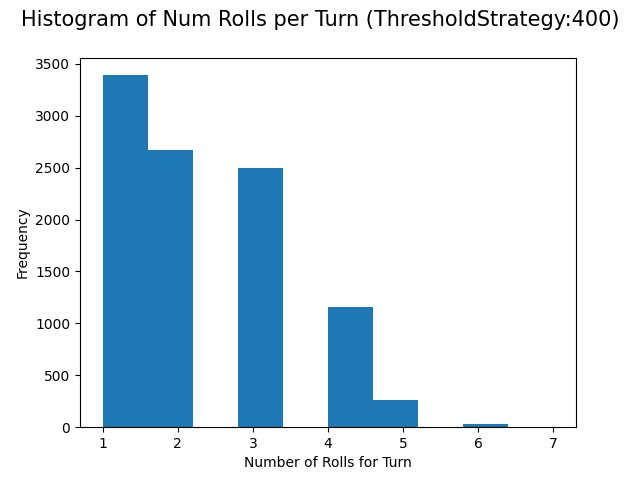 Histogram of Num Rolls per Turn (ThresholdStrategy:400)
3500
3000
2500
2000
1500
1000
500
0
Frequency
1 2 3 4 5 6 7
Number of Rolls for Turn